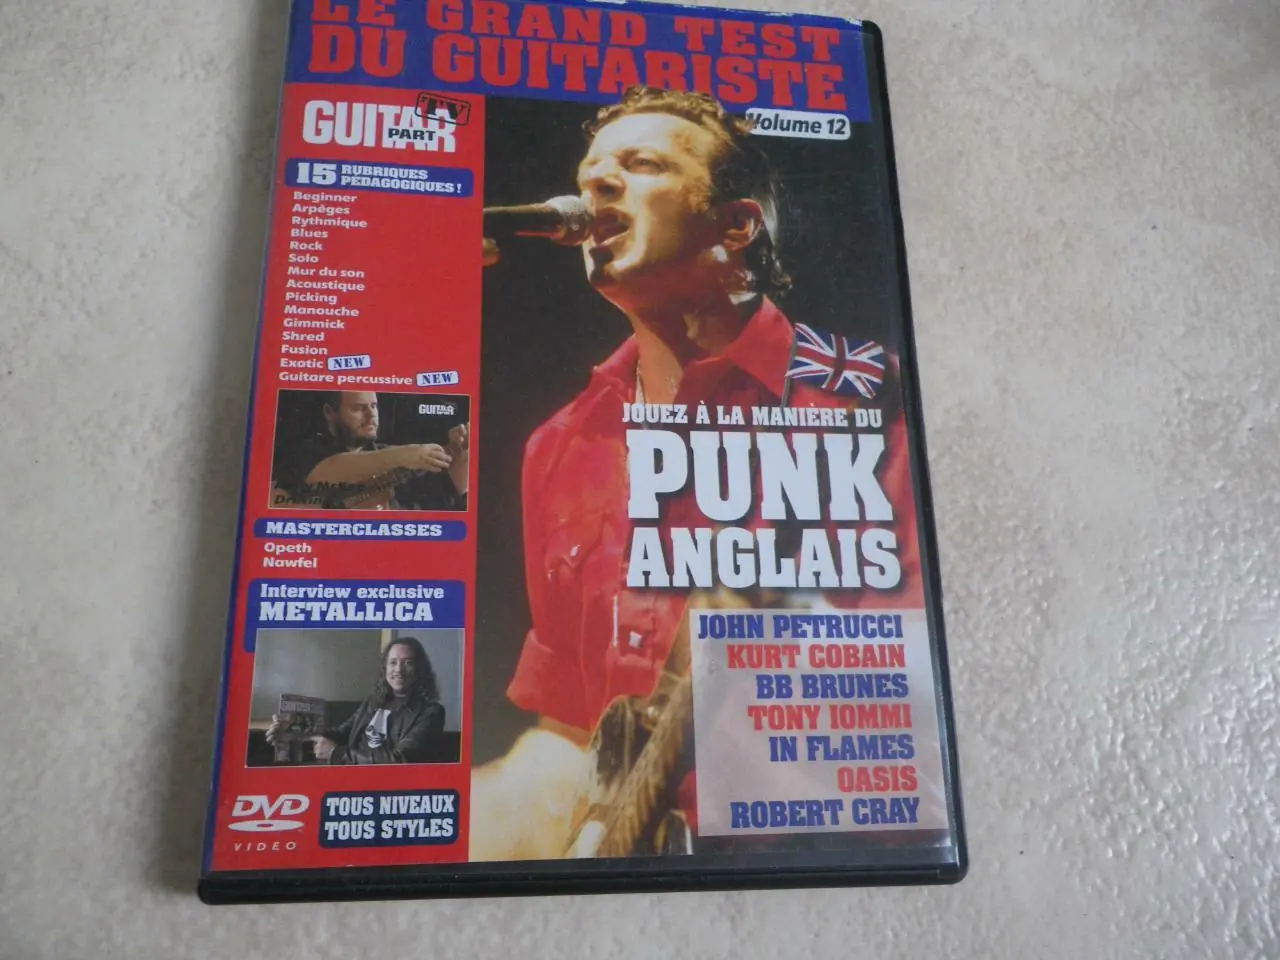 LE GRAND TEST
DU GUITARISTE
Volume 12
GUITAR
PART
TV
15 RUBRIQUES
PÉDAGOGIQUES !
Beginner
Arpèges
Rythmique
Blues
Rock
Solo
Mur du son
Acoustique
Picking
Manouche
Gimmick
Shred
Fusion
Exotic NEW
Guitare percussive NEW
GUITAR
MASTERCLASSES
Opeth
Nawfel
Interview exclusive
METALLICA
DVD
VIDEO
TOUS NIVEAUX
TOUS STYLES
JOUEZ À LA MANIÈRE DU
PUNK
ANGLAIS
JOHN PETRUCCI
KURT COBAIN
BB BRUNES
TONY IOMMI
IN FLAMES
OASIS
ROBERT CRAY